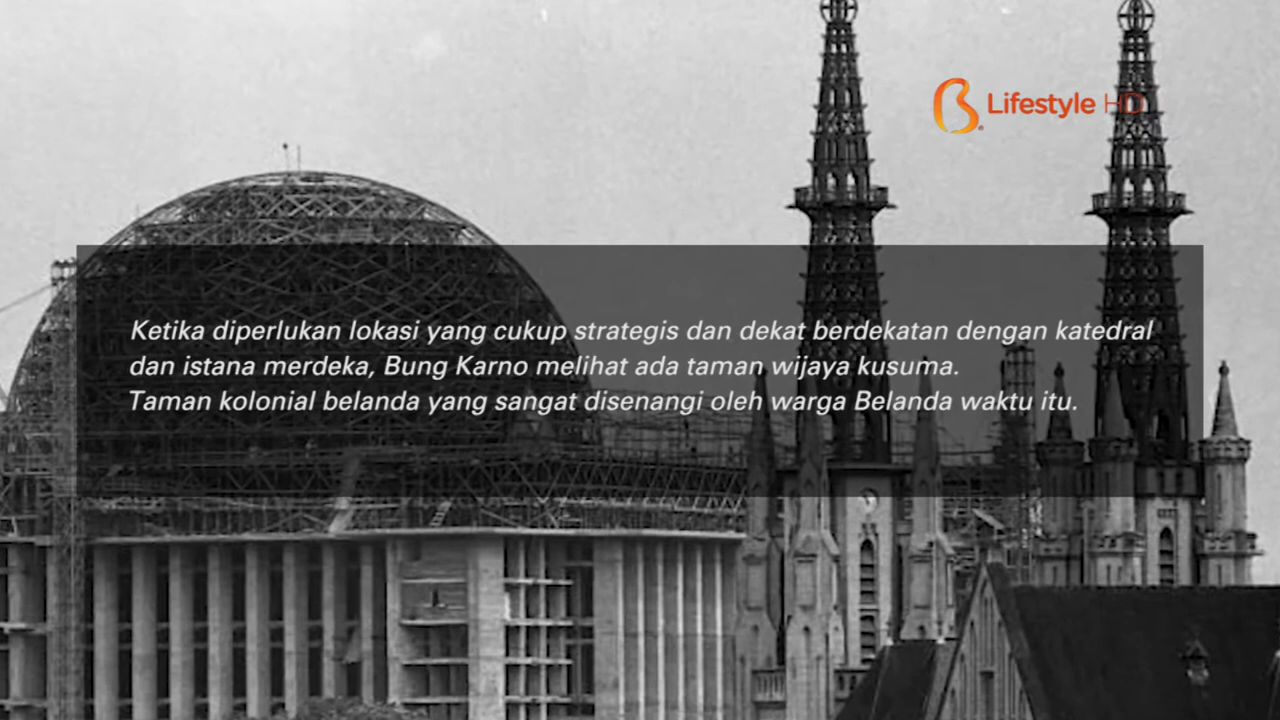 Lifestyle HD
Ketika diperlukan lokasi yang cukup strategis dan dekat berdekatan dengan katedral
dan istana merdeka, Bung Karno melihat ada taman wijaya kusuma.
Taman kolonial belanda yang sangat disenangi oleh warga Belanda waktu itu.